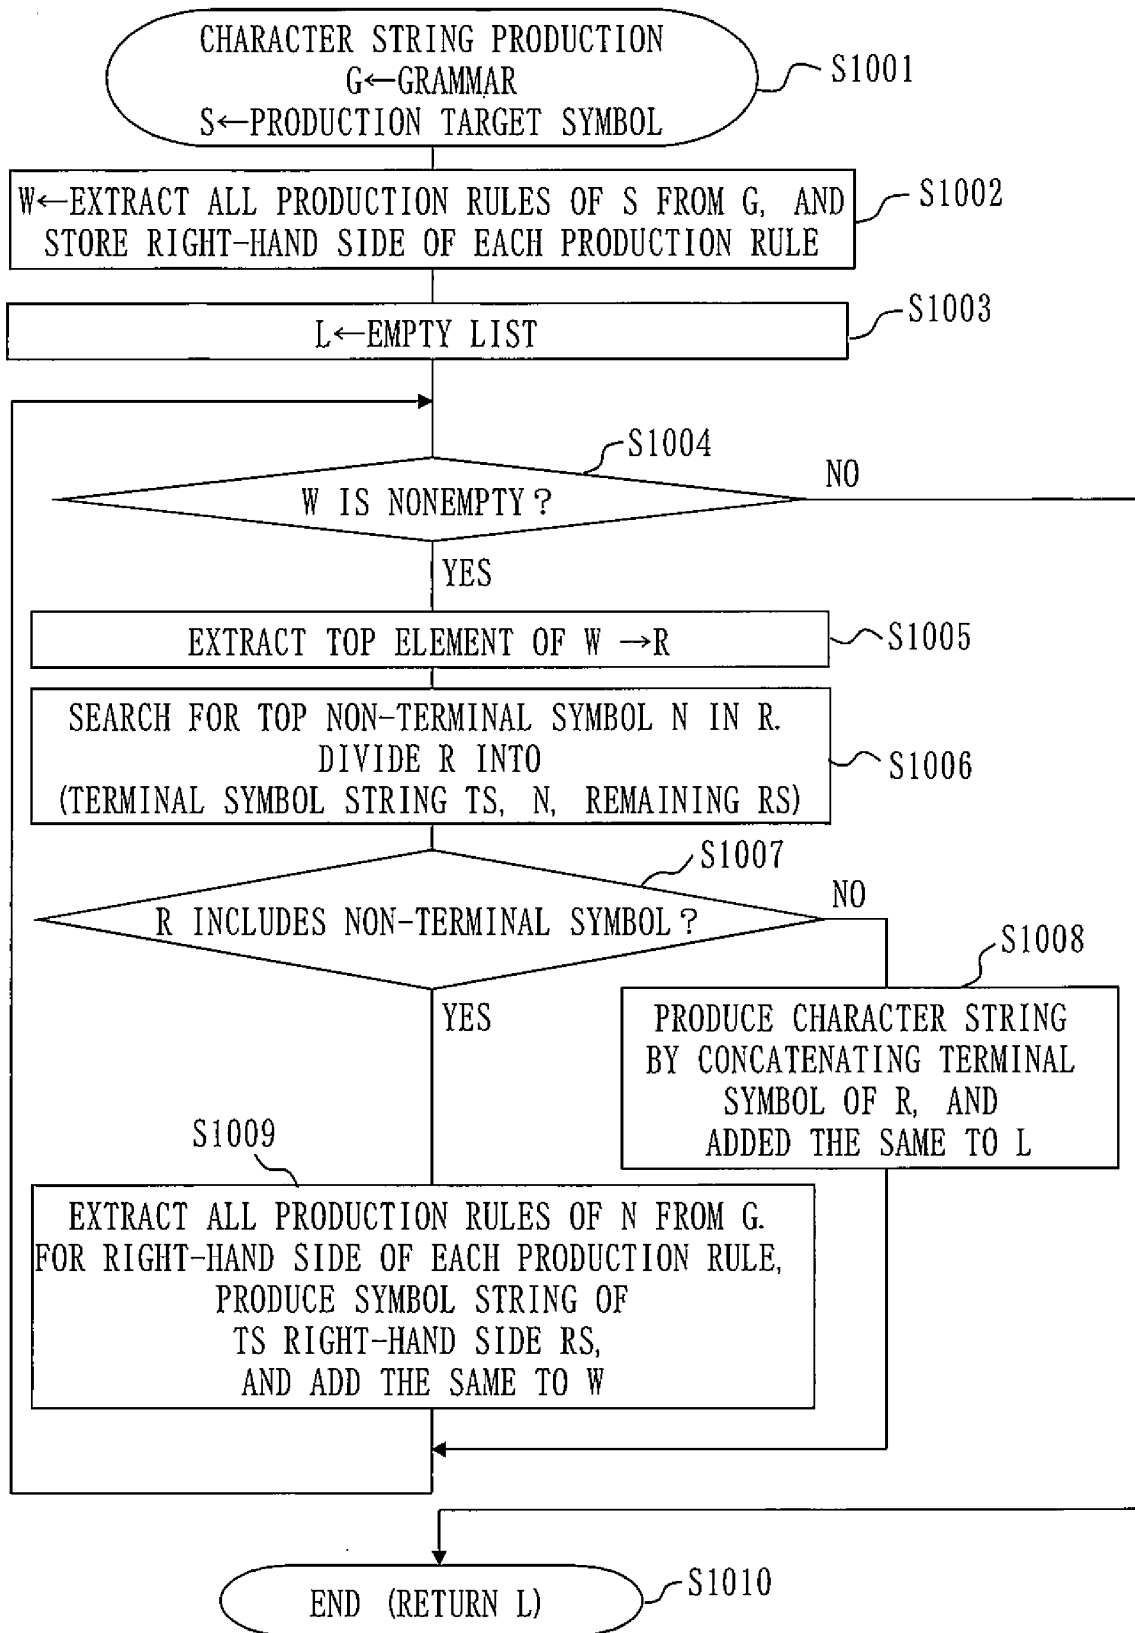 CHARACTER STRING PRODUCTION
G←GRAMMAR
S←PRODUCTION TARGET SYMBOL
S1001
W←EXTRACT ALL PRODUCTION RULES OF S FROM G, AND
STORE RIGHT-HAND SIDE OF EACH PRODUCTION RULE
S1002
L←EMPTY LIST
S1003
S1004
W IS NONEMPTY?
NO
YES
EXTRACT TOP ELEMENT OF W →R
S1005
SEARCH FOR TOP NON-TERMINAL SYMBOL N IN R.
DIVIDE R INTO
(TERMINAL SYMBOL STRING TS, N, REMAINING RS)
S1006
S1007
R INCLUDES NON-TERMINAL SYMBOL?
NO
YES
S1008
PRODUCE CHARACTER STRING
BY CONCATENATING TERMINAL
SYMBOL OF R, AND
ADDED THE SAME TO L
S1009
EXTRACT ALL PRODUCTION RULES OF N FROM G.
FOR RIGHT-HAND SIDE OF EACH PRODUCTION RULE,
PRODUCE SYMBOL STRING OF
TS RIGHT-HAND SIDE RS,
AND ADD THE SAME TO W
END (RETURN L)
S1010